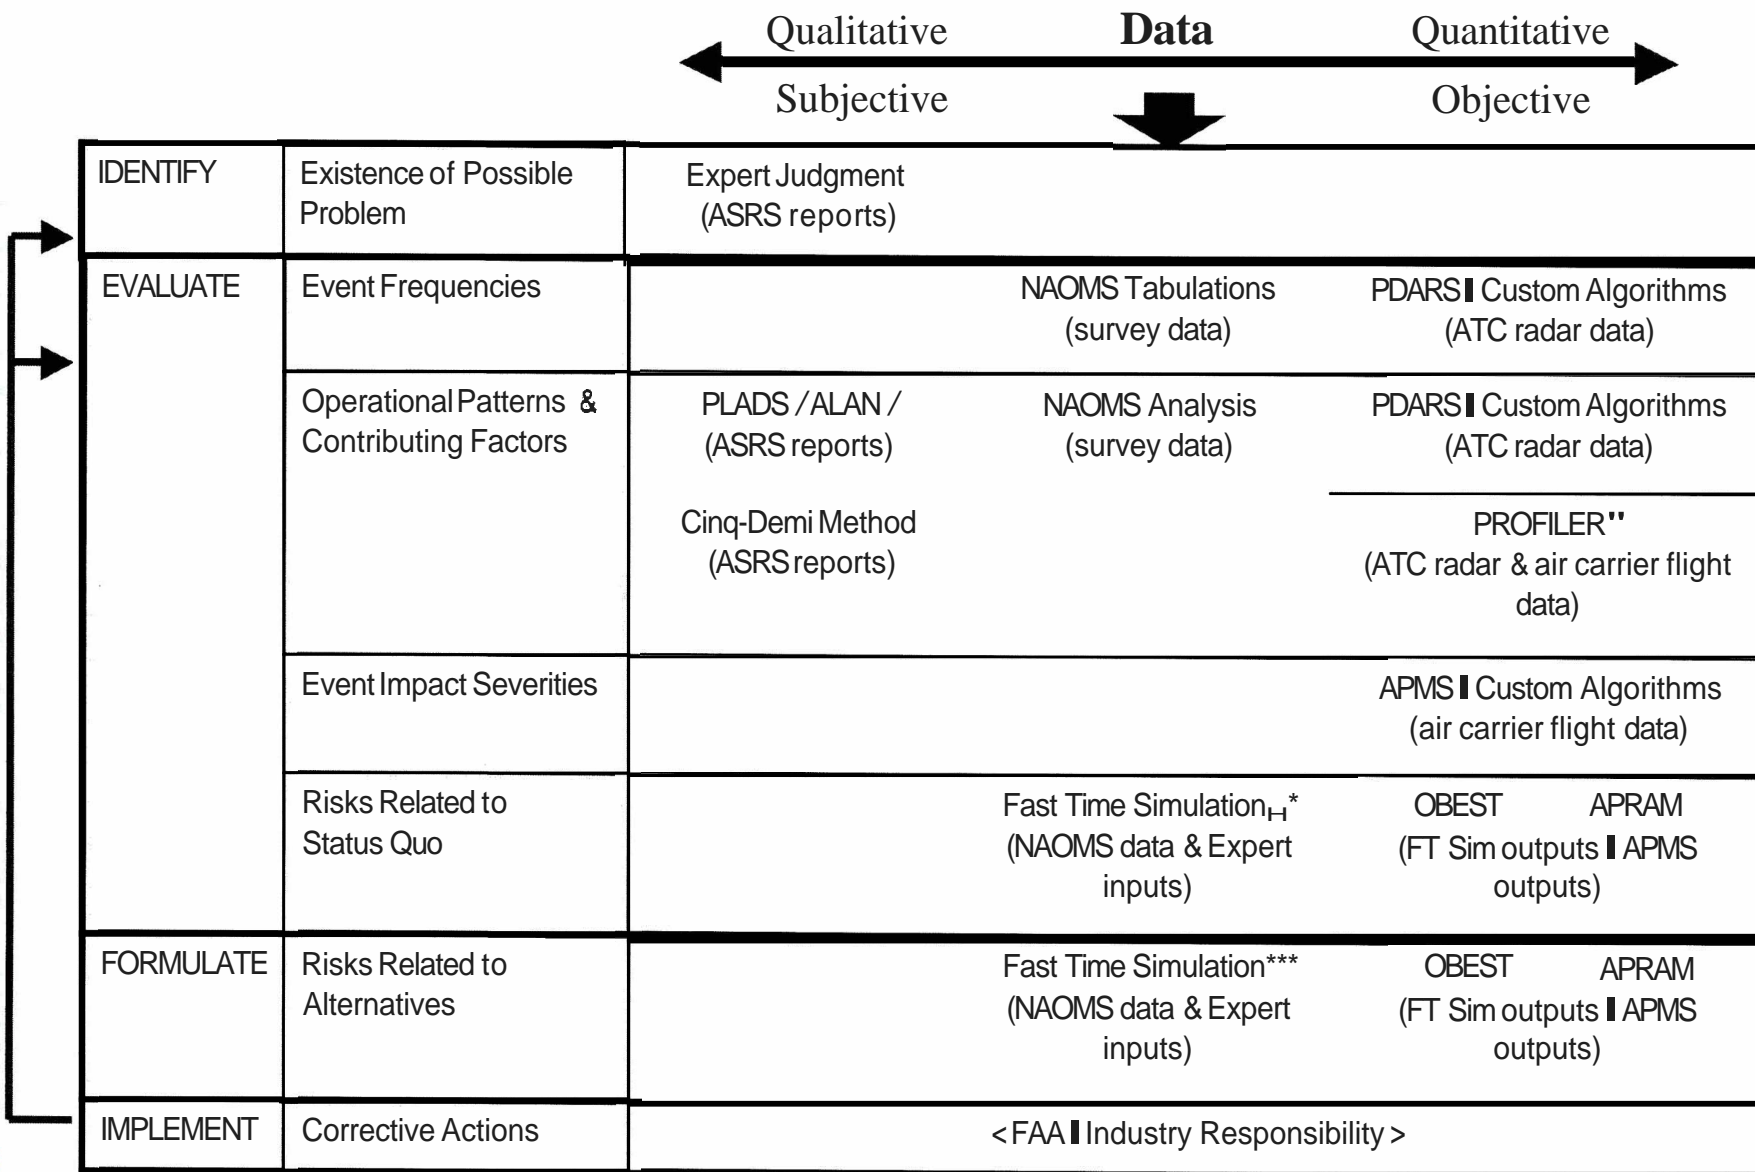 Qualitative Data Quantitative
Subjective Objective
IDENTIFY
Existence of Possible
Problem
Expert Judgment
(ASRS reports)
EVALUATE
Event Frequencies
NAOMS Tabulations
(survey data)
PDARS▌Custom Algorithms
(ATC radar data)
Operational Patterns &
Contributing Factors
PLADS / ALAN /
(ASRS reports)
Cinq-Demi Method
(ASRS reports)
NAOMS Analysis
(survey data)
PDARS▌Custom Algorithms
(ATC radar data)
PROFILER"
(ATC radar & air carrier flight
data)
Event Impact Severities
APMS▌Custom Algorithms
(air carrier flight data)
Risks Related to
Status Quo
Fast Time SimulationH*
(NAOMS data & Expert
inputs)
OBEST APRAM
(FT Sim outputs▌APMS
outputs)
FORMULATE
Risks Related to
Alternatives
Fast Time Simulation***
(NAOMS data & Expert
inputs)
OBEST APRAM
(FT Sim outputs▌APMS
outputs)
IMPLEMENT
Corrective Actions
<FAA▌Industry Responsibility>